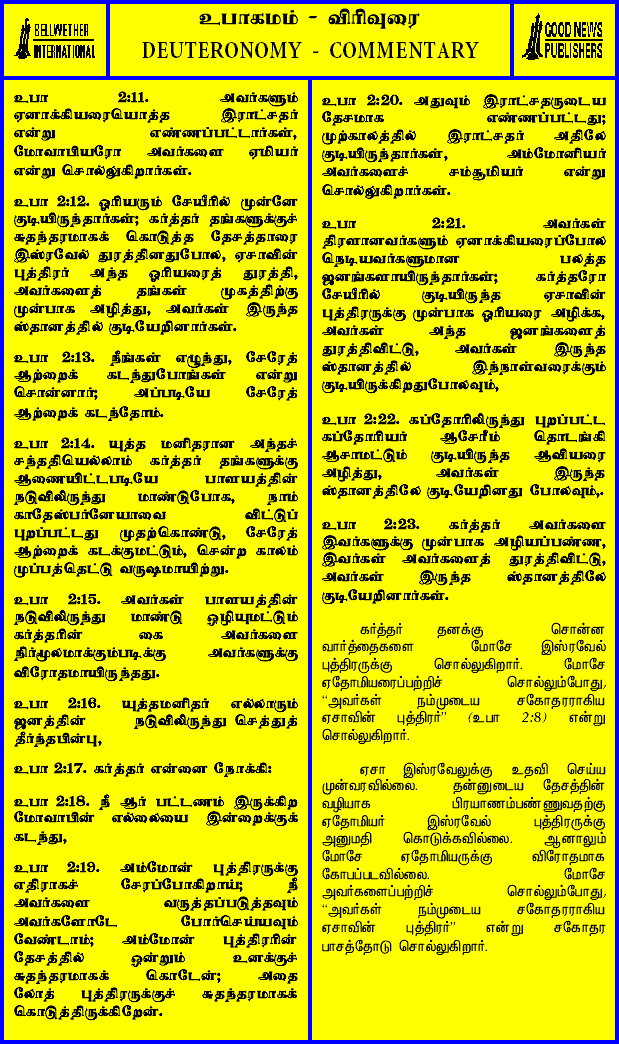 உபாகமம் - விரிவுரை
BELLWETHER
INTERNATIONAL
DEUTERONOMY - COMMENTARY
GOOD NEWS
PUBLISHERS
உபா 2:11. அவர்களும்
ஏனாக்கியரையொத்த இராட்சதர்
என்று எண்ணப்பட்டார்கள்,
மோவாபியரோ அவர்களை ஏமியர்
என்று சொல்லுகிறார்கள்.
உபா 2:12. ஓரியரும் சேயீரில் முன்னே
குடியிருந்தார்கள்; கர்த்தர் தங்களுக்குச்
சுதந்தரமாகக் கொடுத்த தேசத்தாரை
இஸ்ரவேல் துரத்தினதுபோல, ஏசாவின்
புத்திரர் அந்த ஓரியரைத் துரத்தி,
அவர்களைத் தங்கள் முகத்திற்கு
முன்பாக அழித்து, அவர்கள் இருந்த
ஸ்தானத்தில் குடியேறினார்கள்.
உபா 2:13. நீங்கள் எழுந்து, சேரேத்
ஆற்றைக் கடந்துபோங்கள் என்று
சொன்னார்; அப்படியே சேரேத்
ஆற்றைக் கடந்தோம்.
உபா 2:14. யுத்த மனிதரான அந்தச்
சந்ததியெல்லாம் கர்த்தர் தங்களுக்கு
ஆணையிட்டபடியே பாளயத்தின்
நடுவிலிருந்து மாண்டுபோக, நாம்
காதேஸ்பர்னேயாவை விட்டுப்
புறப்பட்டது முதற்கொண்டு, சேரேத்
ஆற்றைக் கடக்குமட்டும், சென்ற காலம்
முப்பத்தெட்டு வருஷமாயிற்று.
உபா 2:15. அவர்கள் பாளயத்தின்
நடுவிலிருந்து மாண்டு ஒழியுமட்டும்
கர்த்தரின் கை அவர்களை
நிர்மூலமாக்கும்படிக்கு அவர்களுக்கு
விரோதமாயிருந்தது.
உபா 2:16. யுத்தமனிதர் எல்லாரும்
ஜனத்தின் நடுவிலிருந்து செத்துத்
தீர்ந்தபின்பு,
உபா 2:17. கர்த்தர் என்னை நோக்கி:
உபா 2:18. நீ ஆர் பட்டணம் இருக்கிற
மோவாபின் எல்லையை இன்றைக்குக்
கடந்து,
உபா 2:19. அம்மோன் புத்திரருக்கு
எதிராகச் சேரப்போகிறாய்; நீ
அவர்களை வருத்தப்படுத்தவும்
அவர்களோடே போர்செய்யவும்
வேண்டாம்; அம்மோன் புத்திரரின்
தேசத்தில் ஒன்றும் உனக்குச்
சுதந்தரமாகக் கொடேன்; அதை
லோத் புத்திரருக்குச் சுதந்தரமாகக்
கொடுத்திருக்கிறேன்.
உபா 2:20. அதுவும் இராட்சதருடைய
தேசமாக எண்ணப்பட்டது;
முற்காலத்தில் இராட்சதர் அதிலே
குடியிருந்தார்கள், அம்மோனியர்
அவர்களைச் சம்சூமியர் என்று
சொல்லுகிறார்கள்.
உபா 2:21. அவர்கள்
திரளானவர்களும் ஏனாக்கியரைப்போல
நெடியவர்களுமான பலத்த
ஜனங்களாயிருந்தார்கள்; கர்த்தரோ
சேயீரில் குடியிருந்த ஏசாவின்
புத்திரருக்கு முன்பாக ஓரியரை அழிக்க,
அவர்கள் அந்த ஜனங்களைத்
துரத்திவிட்டு, அவர்கள் இருந்த
ஸ்தானத்தில் இந்நாள்வரைக்கும்
குடியிருக்கிறதுபோலவும்,
உபா 2:22. கப்தோரிலிருந்து புறப்பட்ட
கப்தோரியர் ஆசேரீம் தொடங்கி
ஆசாமட்டும் குடியிருந்த ஆவியரை
அழித்து, அவர்கள் இருந்த
ஸ்தானத்திலே குடியேறினது போலவும்,.
உபா 2:23. கர்த்தர் அவர்களை
இவர்களுக்கு முன்பாக அழியப்பண்ண,
இவர்கள் அவர்களைத் துரத்திவிட்டு,
அவர்கள் இருந்த ஸ்தானத்திலே
குடியேறினார்கள்.
கர்த்தர் தனக்கு சொன்ன
வார்த்தைகளை மோசே இஸ்ரவேல்
புத்திரருக்கு சொல்லுகிறார். மோசே
ஏதோமியரைப்பற்றிச் சொல்லும்போது,
“அவர்கள் நம்முடைய சகோதரராகிய
ஏசாவின் புத்திரர்” (உபா 2:8) என்று
சொல்லுகிறார்.
ஏசா இஸ்ரவேலுக்கு உதவி செய்ய
முன்வரவில்லை. தன்னுடைய தேசத்தின்
வழியாக பிரயாணம்பண்ணுவதற்கு
ஏதோமியர் இஸ்ரவேல் புத்திரருக்கு
அனுமதி கொடுக்கவில்லை. ஆனாலும்
மோசே ஏதோமியருக்கு விரோதமாக
கோபப்படவில்லை. மோசே
அவர்களைப்பற்றிச் சொல்லும்போது,
“அவர்கள் நம்முடைய சகோதரராகிய
ஏசாவின் புத்திரர்” என்று சகோதர
பாசத்தோடு சொல்லுகிறார்.